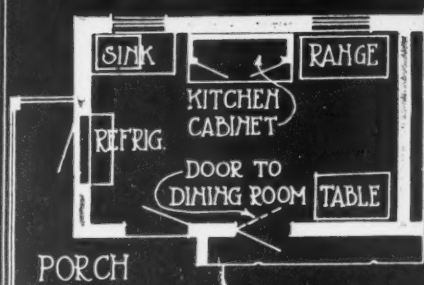 SINK
RANGE
KITCHEN
CABINET
REFRIG.
DOOR TO
DINING ROOM
TABLE
PORCH